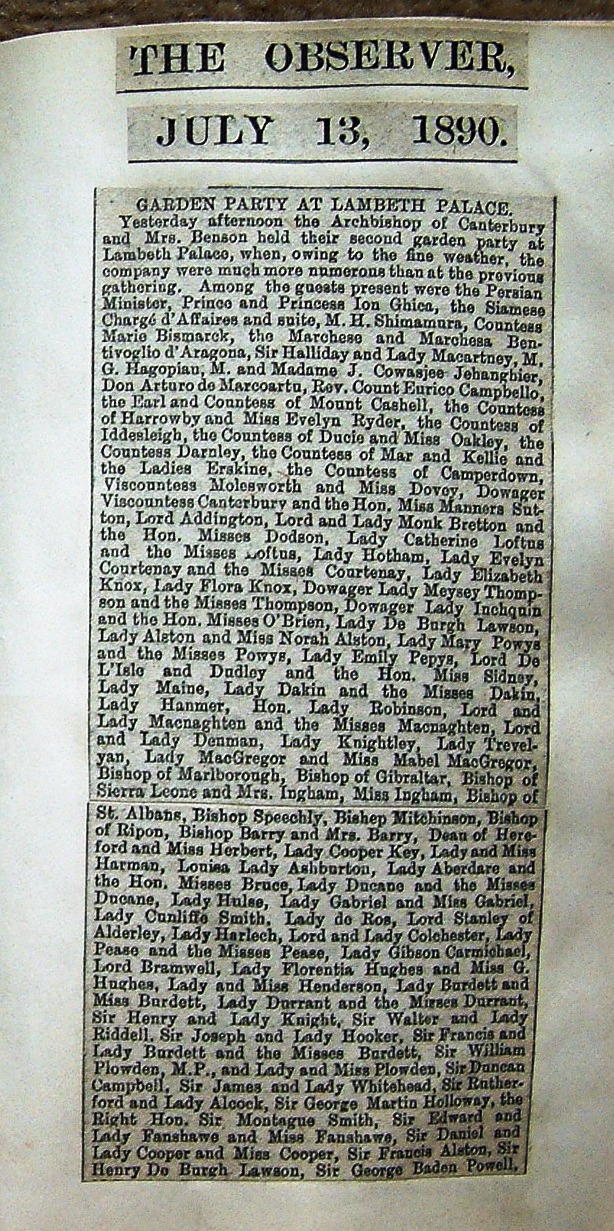 THE OBSERVER,
JULY 13, 1890.
GARDEN PARTY AT LAMBETH PALACE.
Yesterday afternoon the Archbishop of Canterbury
and Mrs. Benson held their second garden party at
Lambeth Palace, when, owing to the fine weather, the
company were much more numerous than at the previous
gathering. Among the guests present were the Persian
Minister, Prince and Princess Ion Ghica, the Siamese
Chargé d'Affaires and suite, M. H. Shimamura, Countess
Marie Bismarck, the Marchese and Marchesa Ben-
tivoglio d'Aragona, Sir Halliday and Lady Macartney, M.
G. Hagopian, M. and Madame J. Cowasjee Jehanghier,
Don Arturo de Marcoartu, Rev. Count Eurico Campbello,
the Earl and Countess of Mount Cashell, the Countess
of Harrowby and Miss Evelyn Ryder, the Countess of
Iddesleigh, the Countess of Ducie and Miss Oakley, the
Countess Darnley, the Countess of Mar and Kellie and
the Ladies Erskine, the Countess of Camperdown,
Viscountess Molesworth and Miss Dovey, Dowager
Viscountess Canterbury and the Hon. Miss Manners Sut-
ton, Lord Addington, Lord and Lady Monk Bretton and
the Hon. Misses Dodson, Lady Catherine Loftus
and the Misses Loftus, Lady Hotham, Lady Evelyn
Courtenay and the Misses Courtenay, Lady Elizabeth
Knox, Lady Flora Knox, Dowager Lady Meysey Thomp-
son and the Misses Thompson, Dowager Lady Inchquin
and the Hon. Misses O'Brien, Lady De Burgh Lawson,
Lady Alston and Miss Norah Alston, Lady Mary Powys
and the Misses Powys, Lady Emily Pepys, Lord De
L'Isle and Dudley and the Hon. Miss Sidney,
Lady Maine, Lady Dakin and the Misses Dakin,
Lady Hanmer, Hon. Lady Robinson, Lord and
Lady Macnaghten and the Misses Macnaghten, Lord
and Lady Denman, Lady Knightley, Lady Trevel-
yan, Lady MacGregor and Miss Mabel MacGregor,
Bishop of Marlborough, Bishop of Gibraltar, Bishop of
Sierra Leone and Mrs. Ingham, Miss Ingham, Bishop of
St. Albans, Bishop Speechly, Bishop Mitchinson, Bishop
of Ripon, Bishop Barry and Mrs. Barry, Dean of Here-
ford and Miss Herbert, Lady Cooper Key, Lady and Miss
Harman, Louisa Lady Ashburton, Lady Aberdare and
the Hon. Misses Bruce, Lady Ducane and the Misses
Ducane, Lady Hulse, Lady Gabriel and Miss Gabriel,
Lady Cunliffe Smith, Lady de Ros, Lord Stanley of
Alderley, Lady Harlech, Lord and Lady Colchester, Lady
Pease and the Misses Pease, Lady Gibson Carmichael,
Lord Bramwell, Lady Florentia Hughes and Miss G.
Hughes, Lady and Miss Henderson, Lady Burdett and
Miss Burdett, Lady Durrant and the Misses Durrant,
Sir Henry and Lady Knight, Sir Walter and Lady
Riddell, Sir Joseph and Lady Hooker, Sir Francis and
Lady Burdett and the Misses Burdett, Sir William
Plowden, M.P., and Lady and Miss Plowden, Sir Duncan
Campbell, Sir James and Lady Whitehead, Sir Ruther-
ford and Lady Alcock, Sir George Martin Holloway, the
Right Hon. Sir Montague Smith, Sir Edward and
Lady Fanshawe and Miss Fanshawe, Sir Daniel and
Lady Cooper and Miss Cooper, Sir Francis Alston, Sir
Henry De Burgh Lawson, Sir George Baden Powell,